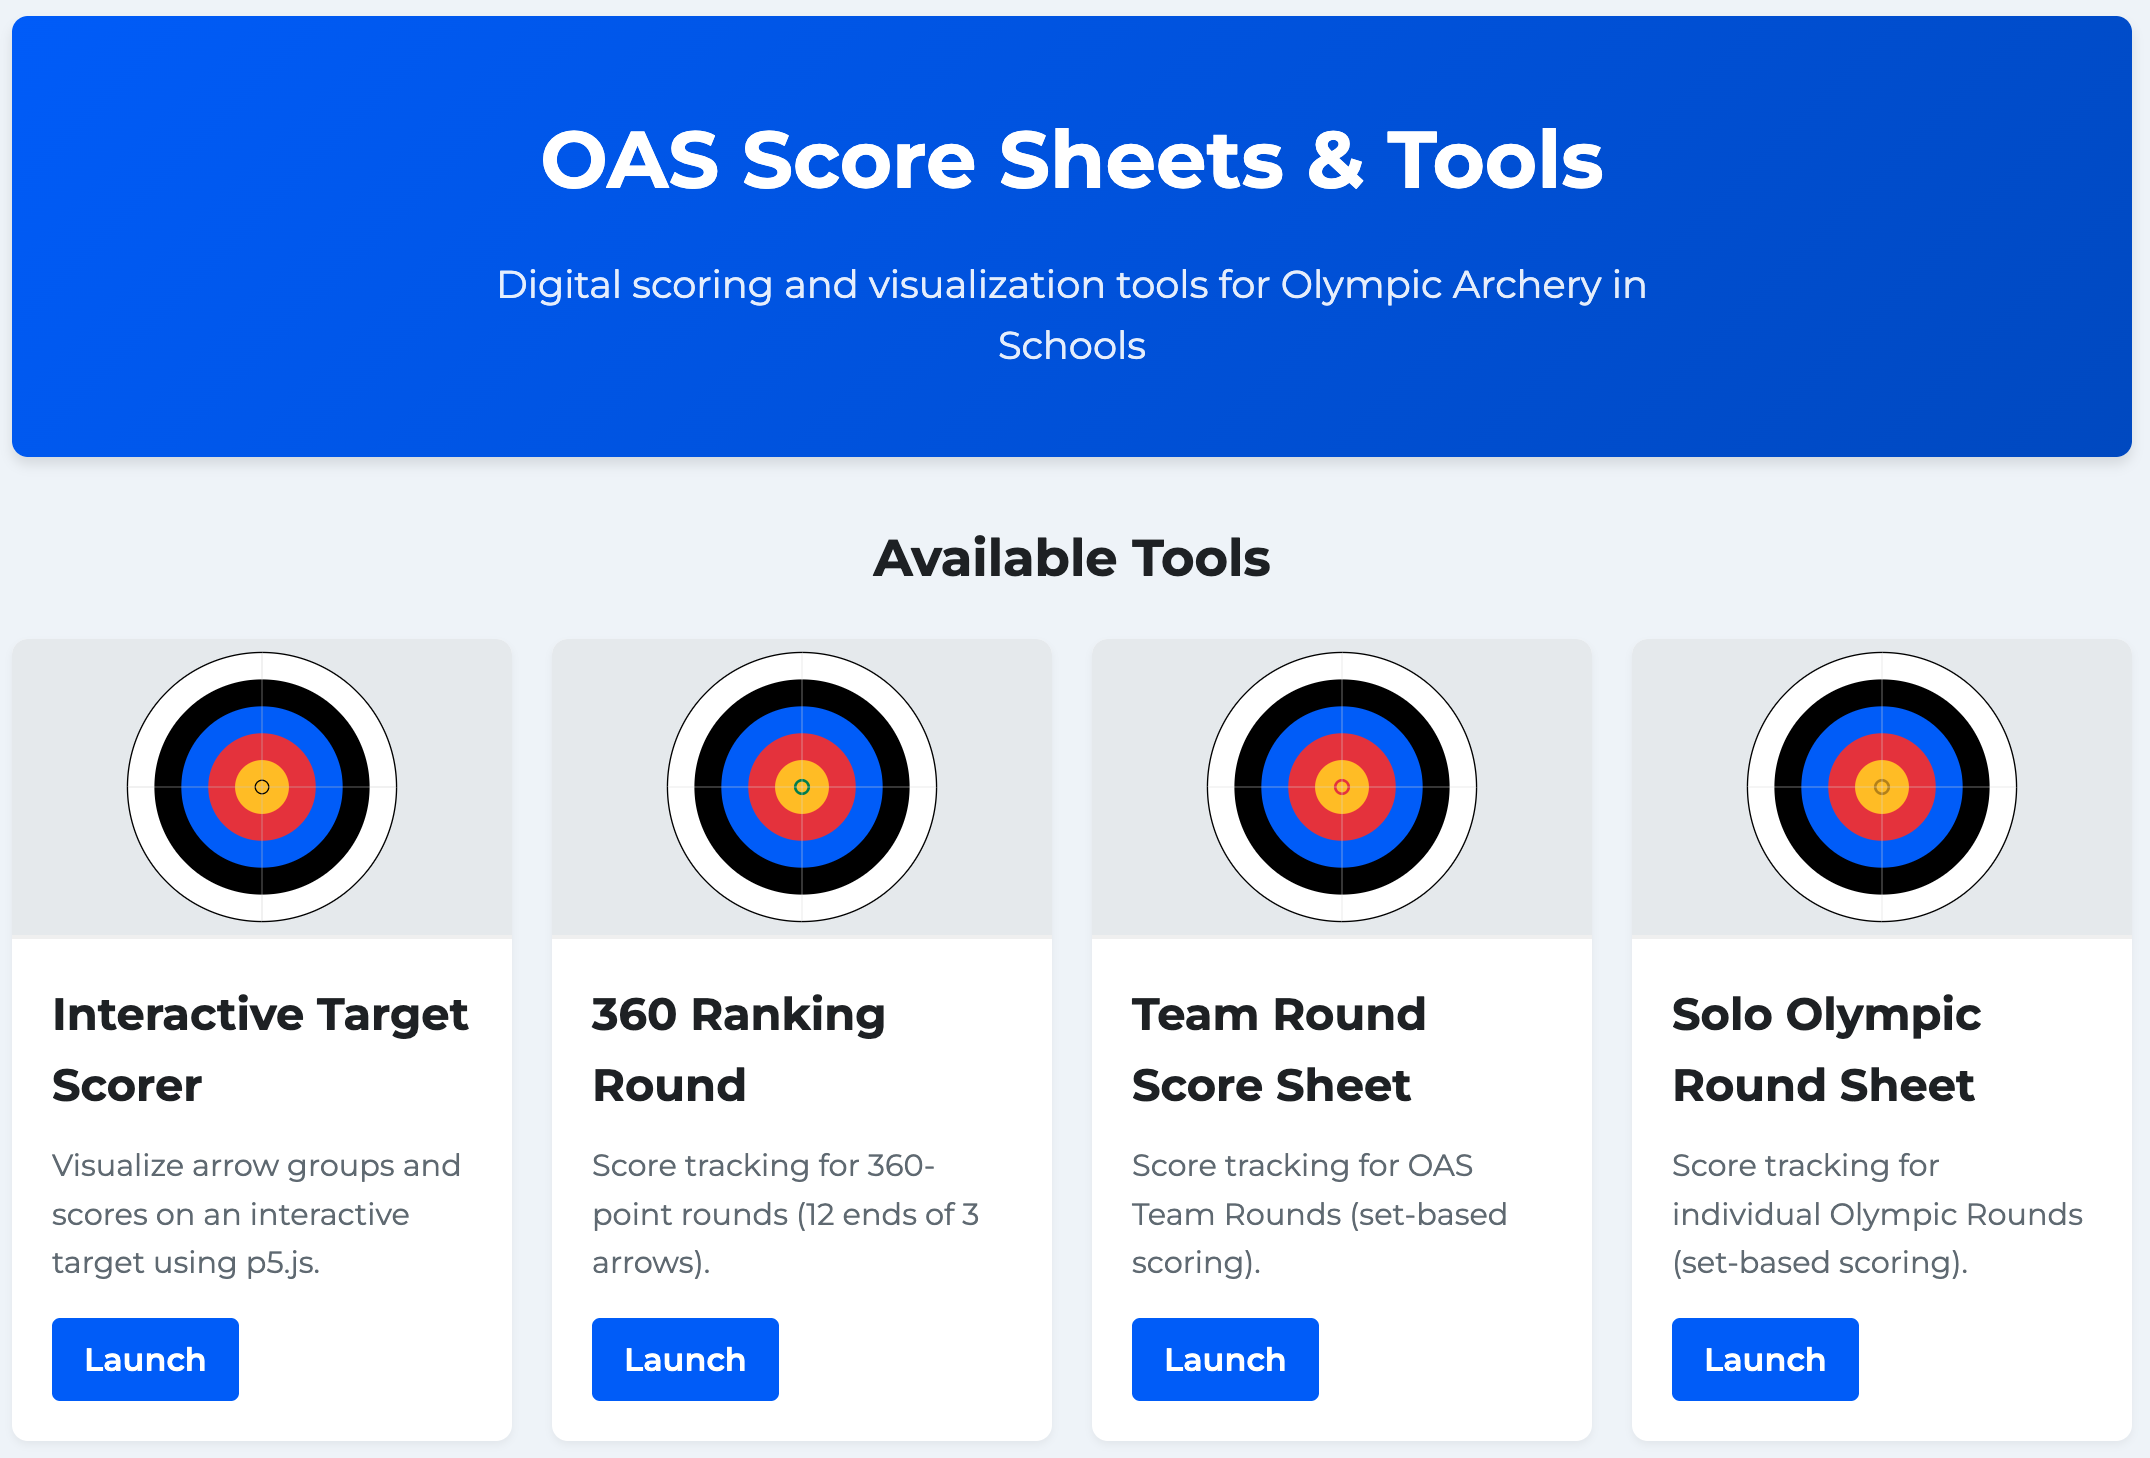 OAS Score Sheets & Tools
Digital scoring and visualization tools for Olympic Archery in
Schools
Available Tools
Interactive Target
Scorer
Visualize arrow groups and
scores on an interactive
target using p5.js.
Launch
360 Ranking
Round
Score tracking for 360-
point rounds (12 ends of 3
arrows).
Launch
Team Round
Score Sheet
Score tracking for OAS
Team Rounds (set-based
scoring).
Launch
Solo Olympic
Round Sheet
Score tracking for
individual Olympic Rounds
(set-based scoring).
Launch